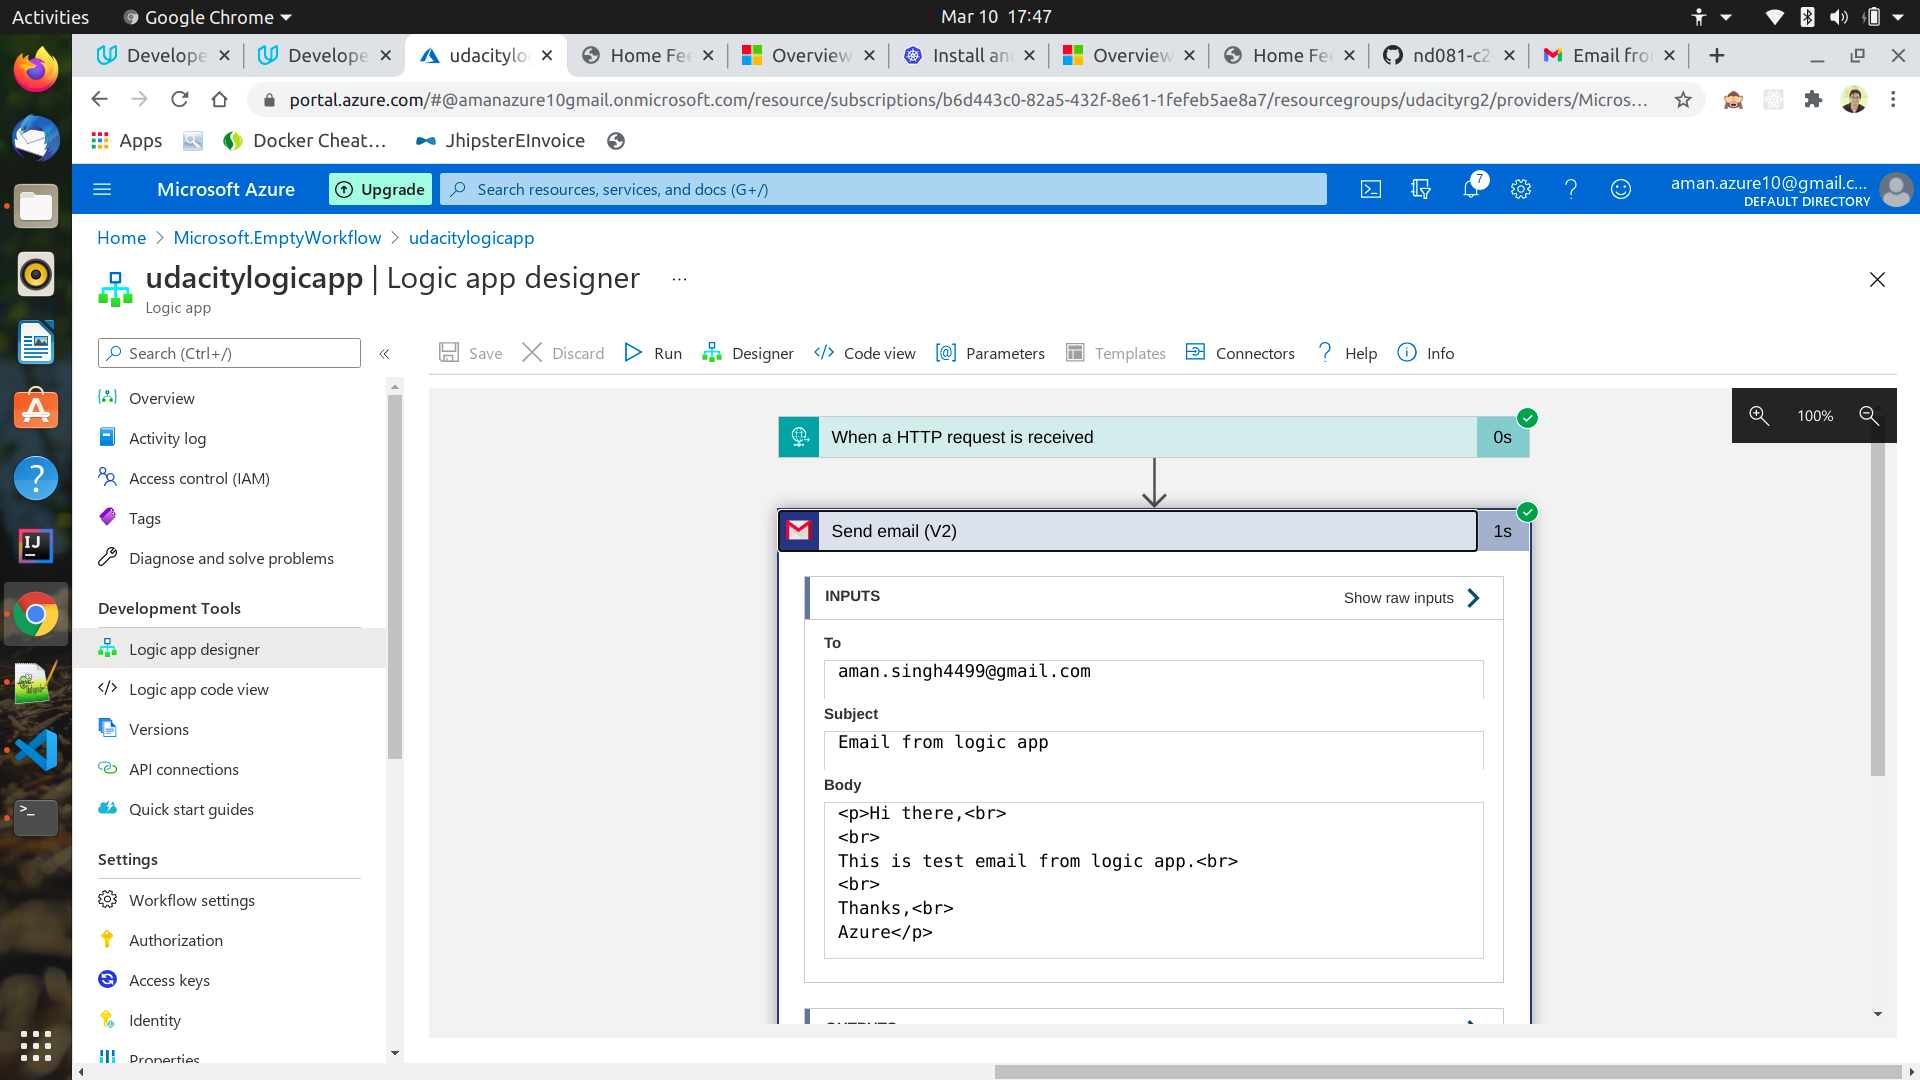 Activities
Google Chrome
Mar 10 17:47
Develope
Develope
udacitylo
Home Fee
Overview
Install an
Overview
Home Fee
nd081-c2
Email fro
portal.azure.com/#@amanazure10gmail.onmicrosoft.com/resource/subscriptions/b6d443c0-82a5-432f-8e61-1fefeb5ae8a7/resourcegroups/udacityrg2/providers/Micros...
Apps
Docker Cheat...
JhipsterEInvoice
Microsoft Azure
Upgrade
Search resources, services, and docs (G+/)
7
aman.azure10@gmail.c...
DEFAULT DIRECTORY
Home > Microsoft.EmptyWorkflow > udacitylogicapp
udacitylogicapp | Logic app designer ...
Logic app
Search (Ctrl+/)
«
Save
Discard
Run
Designer
Code view
Parameters
Templates
Connectors
Help
Info
Overview
Activity log
Access control (IAM)
Tags
Diagnose and solve problems
Development Tools
Logic app designer
Logic app code view
Versions
API connections
Quick start guides
Settings
Workflow settings
Authorization
Access keys
Identity
Properties
100%
When a HTTP request is received
0s
Send email (V2)
1s
INPUTS
Show raw inputs
To
aman.singh4499@gmail.com
Subject
Email from logic app
Body
<p>Hi there,<br>
<br>
This is test email from logic app.<br>
<br>
Thanks,<br>
Azure</p>
OUTPUTS